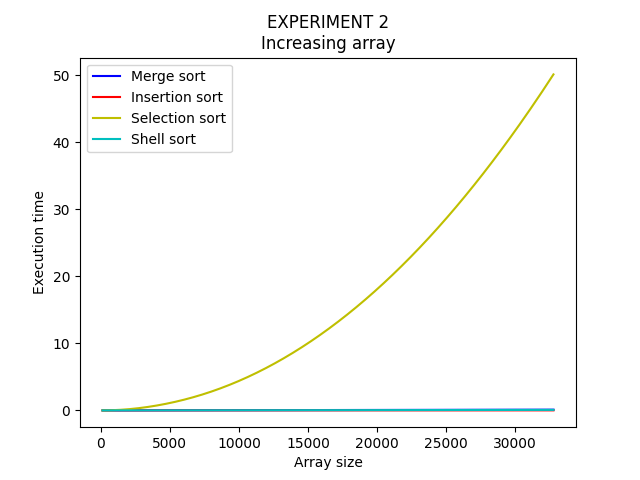 EXPERIMENT 2
Increasing array
Merge sort
Insertion sort
Selection sort
Shell sort
Execution time
50
40
30
20
10
0
0 5000 10000 15000 20000 25000 30000
Array size